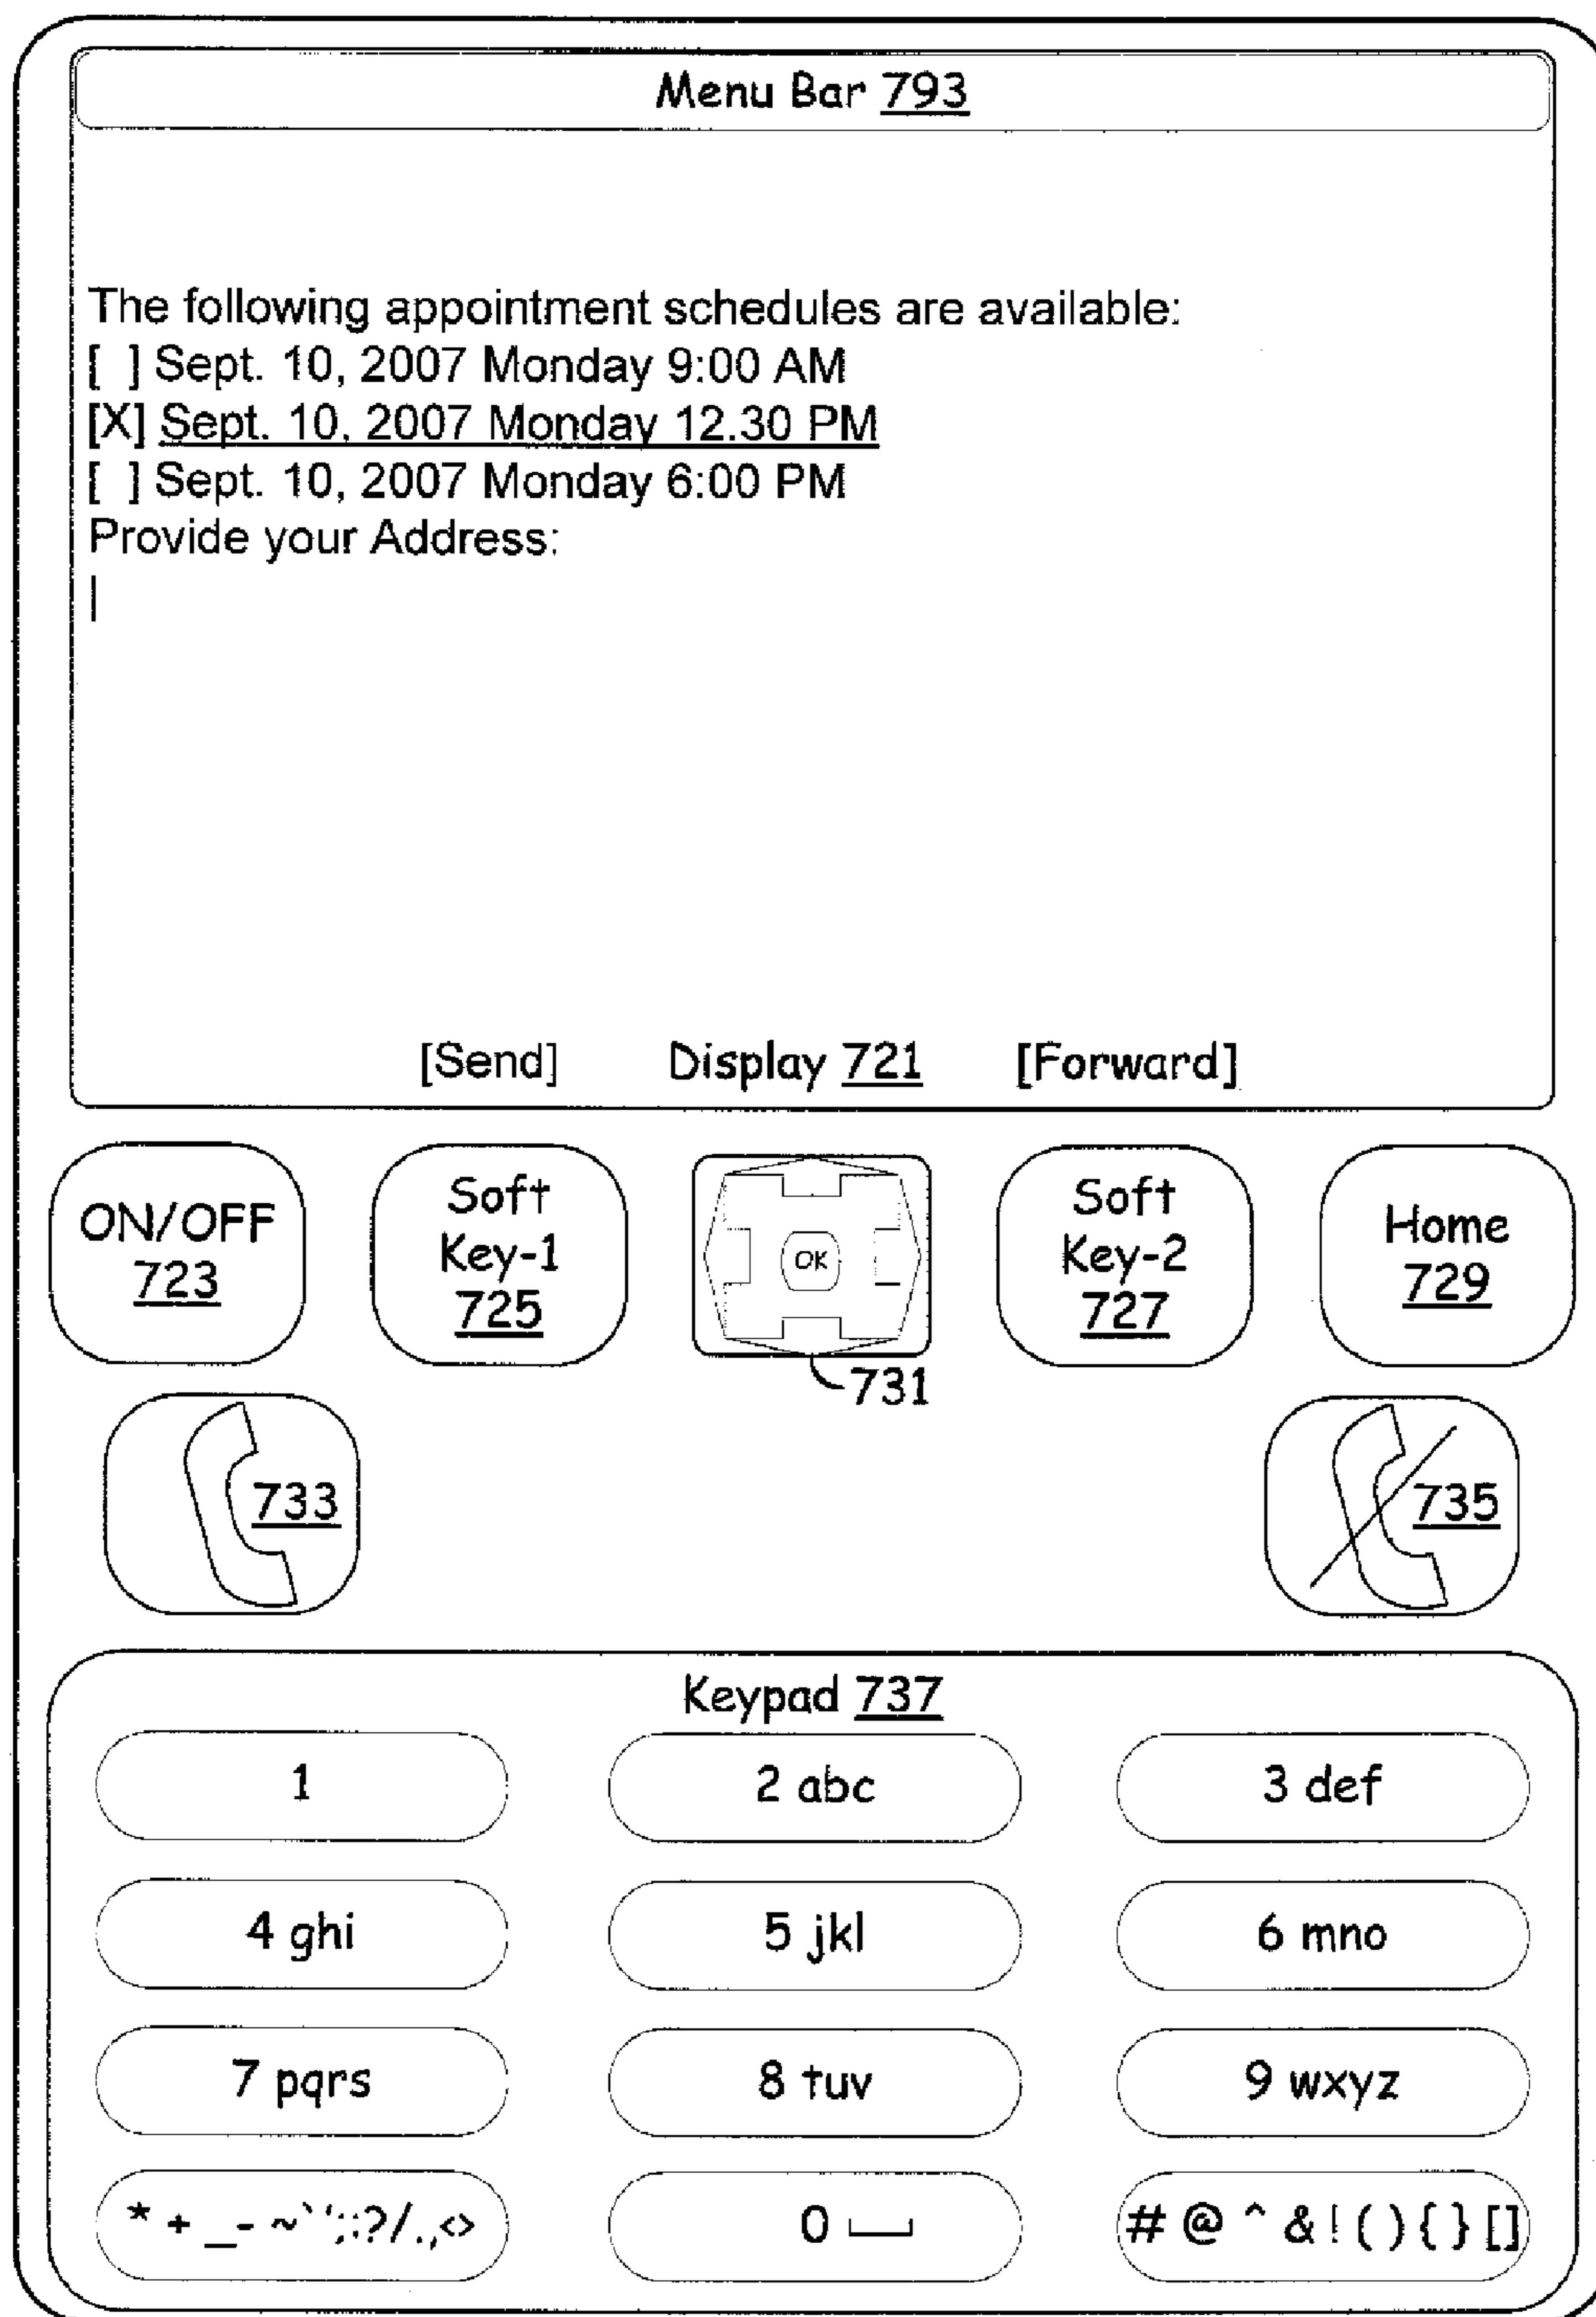 Menu Bar 793
The following appointment schedules are available:
[ ] Sept. 10, 2007 Monday 9:00 AM
[X] Sept. 10, 2007 Monday 12.30 PM
[ ] Sept. 10, 2007 Monday 6:00 PM
Provide your Address:
|
[Send] Display 721 [Forward]
ON/OFF
723
Soft
Key-1
725
OK
731
Soft
Key-2
727
Home
729
733
735
Keypad 737
1
2 abc
3 def
4 ghi
5 jkl
6 mno
7 pqrs
8 tuv
9 wxyz
* + _ - ~ ` ' ; : ? / . , < >
0 ⎵
# @ ^ & ! ( ) { } [ ]